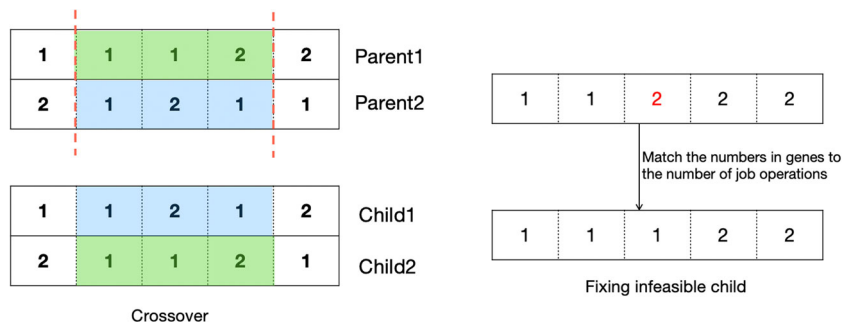 1 1 1 2 2 Parent1
2 1 2 1 1 Parent2
1 1 2 1 2 Child1
2 1 1 2 1 Child2
Crossover
1 1 2 2 2
Match the numbers in genes to
the number of job operations
1 1 1 2 2
Fixing infeasible child